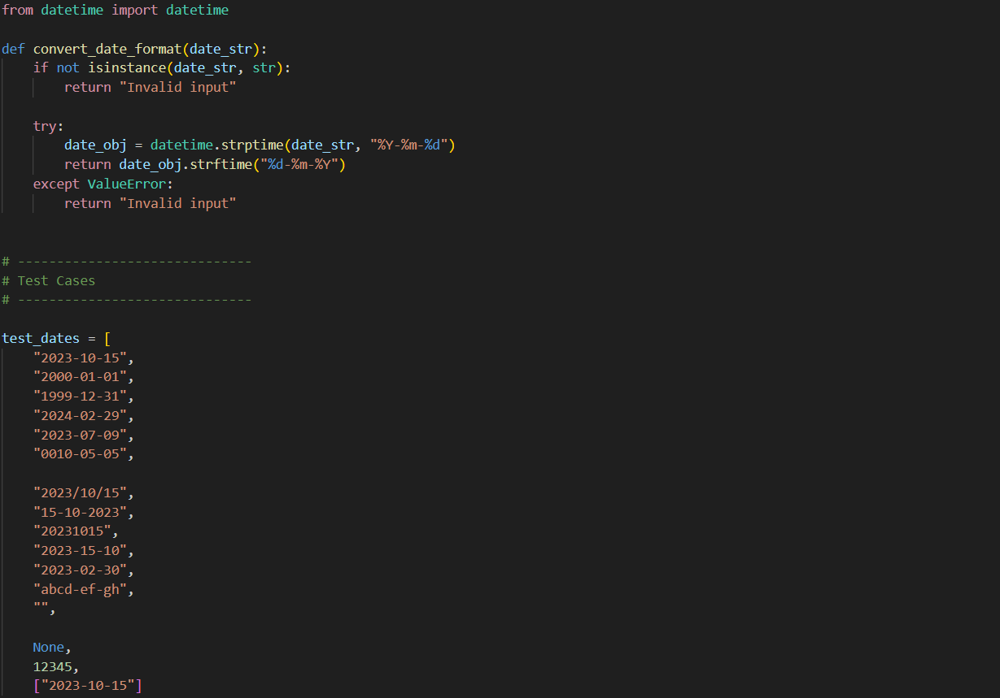 from datetime import datetime
def convert_date_format(date_str):
    if not isinstance(date_str, str):
        return "Invalid input"
    try:
        date_obj = datetime.strptime(date_str, "%Y-%m-%d")
        return date_obj.strftime("%d-%m-%Y")
    except ValueError:
        return "Invalid input"
# ------------------------------
# Test Cases
# ------------------------------
test_dates = [
    "2023-10-15",
    "2000-01-01",
    "1999-12-31",
    "2024-02-29",
    "2023-07-09",
    "0010-05-05",
    "2023/10/15",
    "15-10-2023",
    "20231015",
    "2023-15-10",
    "2023-02-30",
    "abcd-ef-gh",
    "",
    None,
    12345,
    ["2023-10-15"]